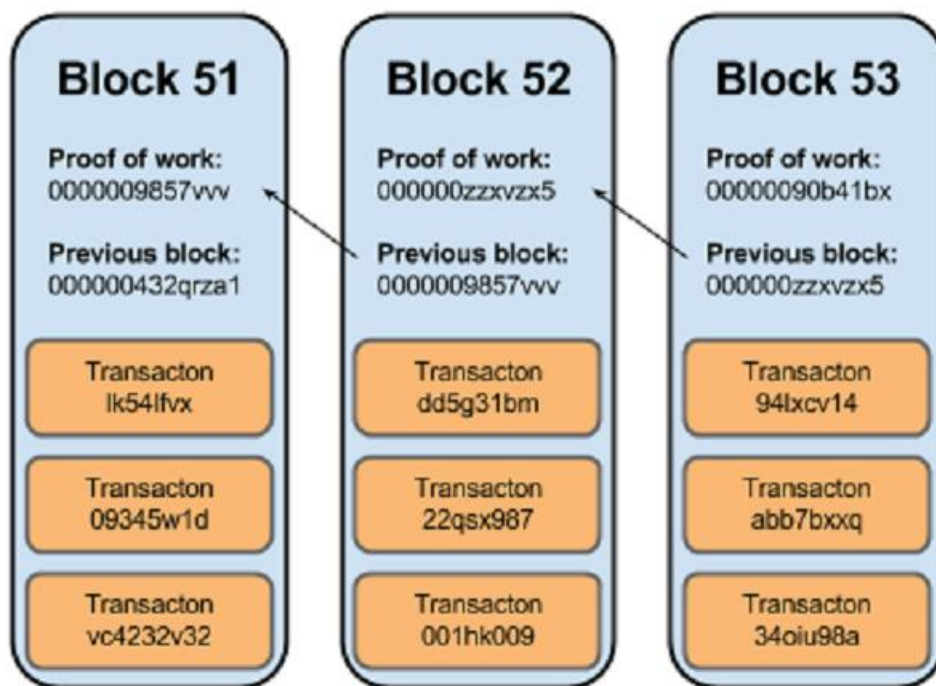 Block 51
Proof of work:
0000009857vvv
Previous block:
000000432qrza1
Transacton
lk54lfvx
Transacton
09345w1d
Transacton
vc4232v32
Block 52
Proof of work:
000000zzxvzx5
Previous block:
0000009857vvv
Transacton
dd5g31bm
Transacton
22qsx987
Transacton
001hk009
Block 53
Proof of work:
00000090b41bx
Previous block:
000000zzxvzx5
Transacton
94lxcv14
Transacton
abb7bxxq
Transacton
34oiu98a